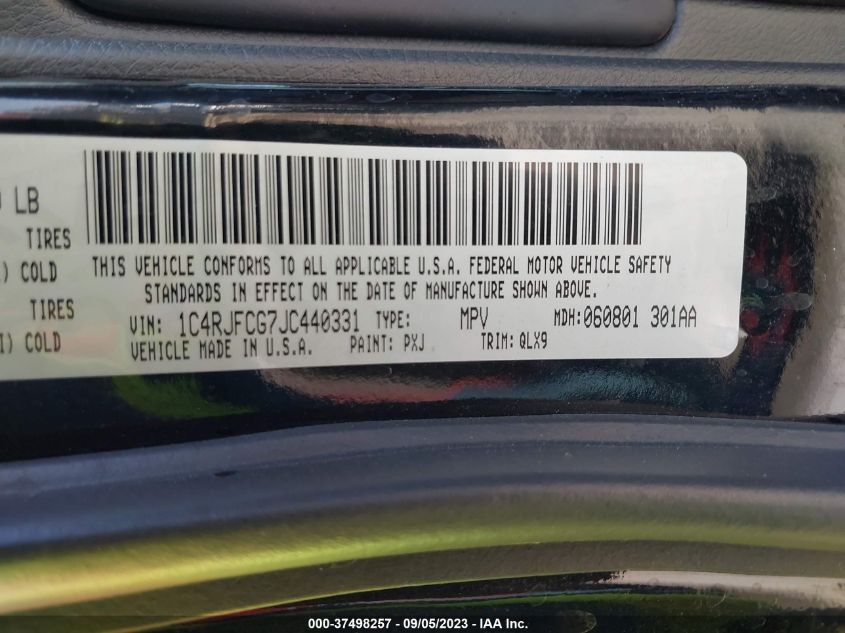 LB
TIRES
) COLD
TIRES
I) COLD
THIS VEHICLE CONFORMS TO ALL APPLICABLE U.S.A. FEDERAL MOTOR VEHICLE SAFETY
STANDARDS IN EFFECT ON THE DATE OF MANUFACTURE SHOWN ABOVE.
VIN: 1C4RJFCG7JC440331 TYPE: MPV MDH:060801 301AA
VEHICLE MADE IN U.S.A. PAINT: PXJ TRIM: QLX9
000-37498257 - 09/05/2023 - IAA Inc.